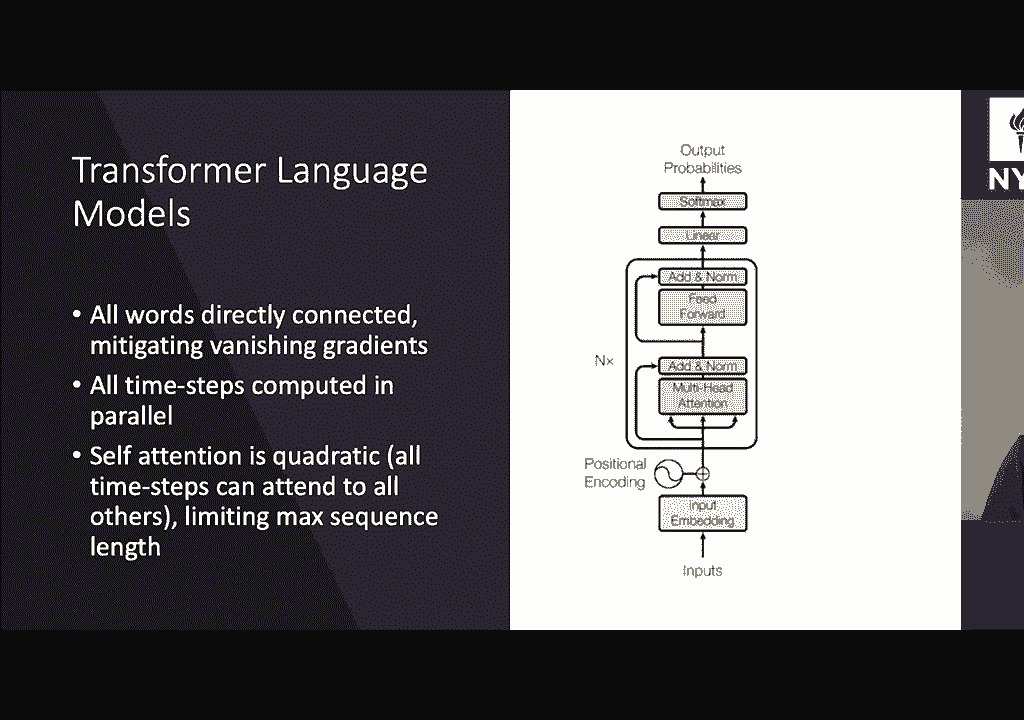 Transformer Language
Models
• All words directly connected,
mitigating vanishing gradients
• All time-steps computed in
parallel
• Self attention is quadratic (all
time-steps can attend to all
others), limiting max sequence
length
Output
Probabilities
Softmax
Linear
Add & Norm
Feed
Forward
Nx
Add & Norm
Multi-Head
Attention
Positional
Encoding
Input
Embedding
Inputs
NY